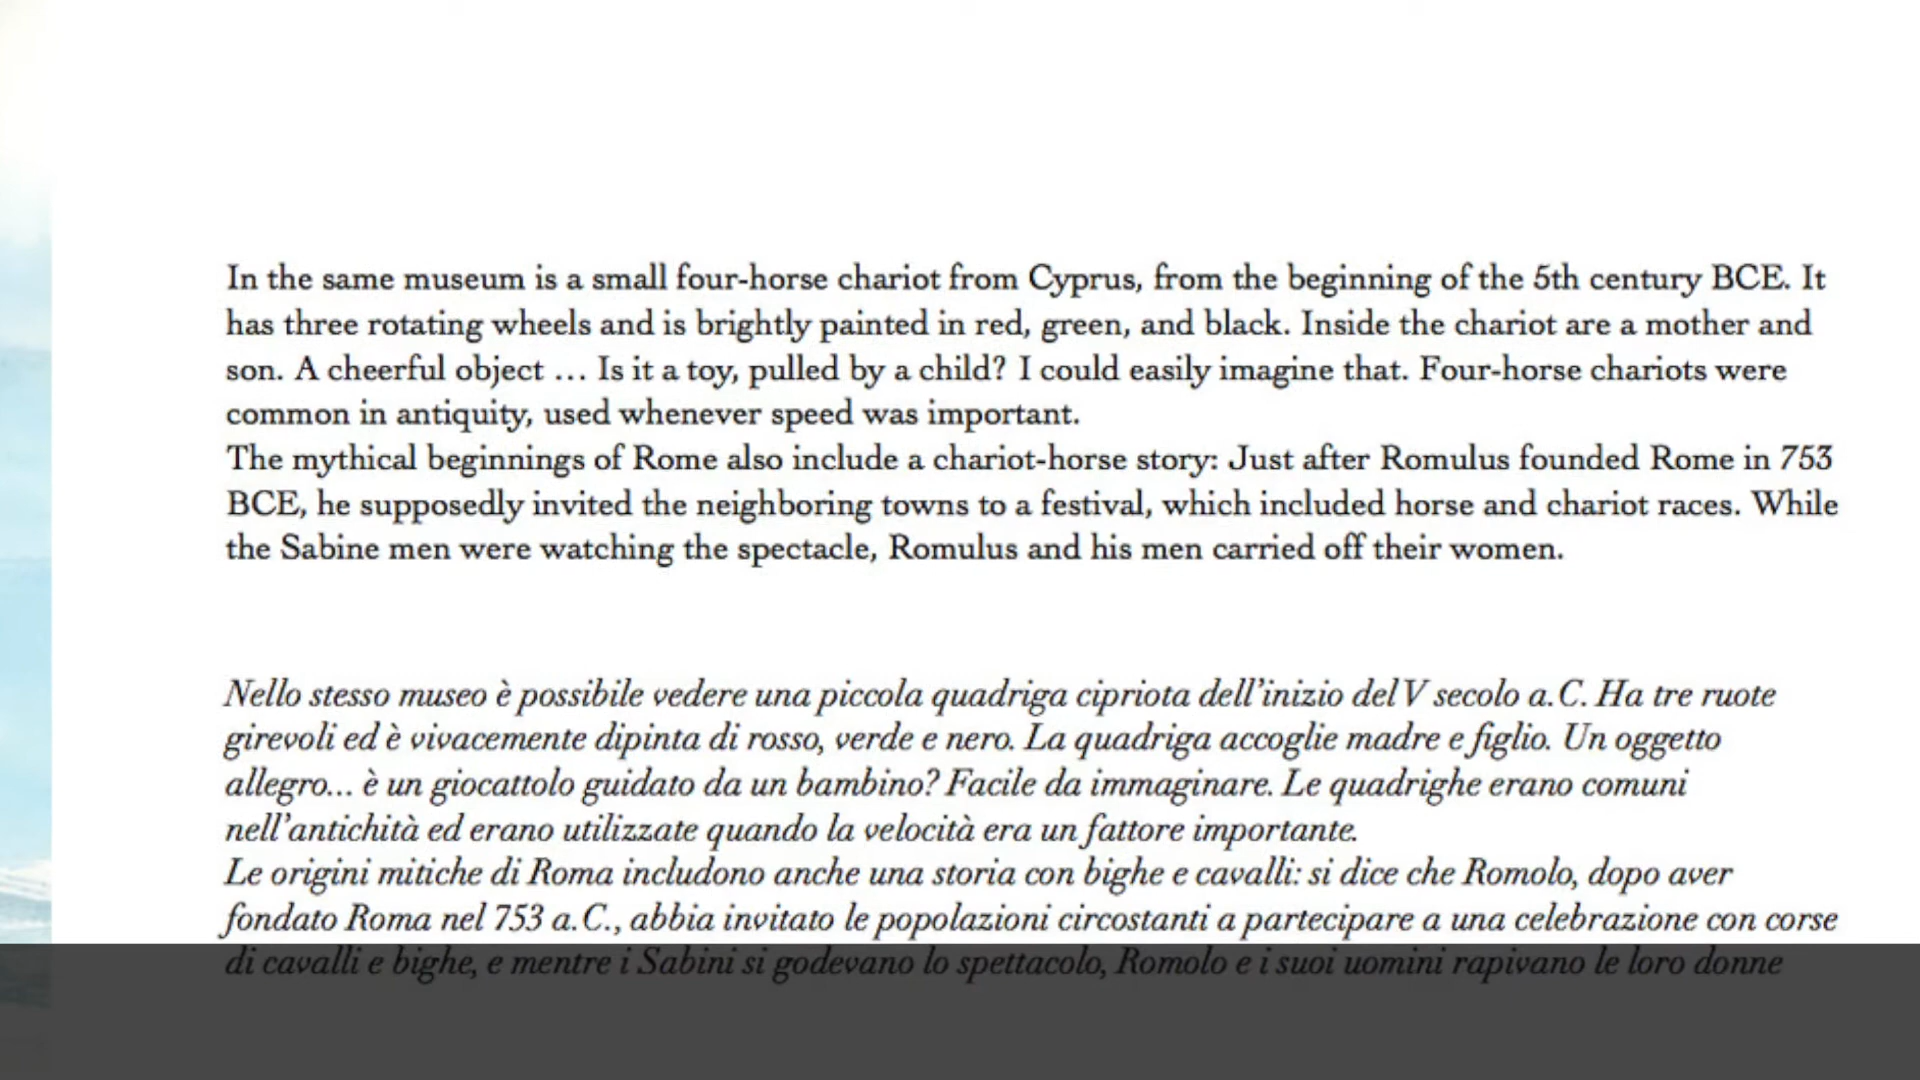 In the same museum is a small four-horse chariot from Cyprus, from the beginning of the 5th century BCE. It
has three rotating wheels and is brightly painted in red, green, and black. Inside the chariot are a mother and
son. A cheerful object … Is it a toy, pulled by a child? I could easily imagine that. Four-horse chariots were
common in antiquity, used whenever speed was important.
The mythical beginnings of Rome also include a chariot-horse story: Just after Romulus founded Rome in 753
BCE, he supposedly invited the neighboring towns to a festival, which included horse and chariot races. While
the Sabine men were watching the spectacle, Romulus and his men carried off their women.
Nello stesso museo è possibile vedere una piccola quadriga cipriota dell'inizio del V secolo a.C. Ha tre ruote
girevoli ed è vivacemente dipinta di rosso, verde e nero. La quadriga accoglie madre e figlio. Un oggetto
allegro... è un giocattolo guidato da un bambino? Facile da immaginare. Le quadrighe erano comuni
nell'antichità ed erano utilizzate quando la velocità era un fattore importante.
Le origini mitiche di Roma includono anche una storia con bighe e cavalli: si dice che Romolo, dopo aver
fondato Roma nel 753 a.C., abbia invitato le popolazioni circostanti a partecipare a una celebrazione con corse
di cavalli e bighe, e mentre i Sabini si godevano lo spettacolo, Romolo e i suoi uomini rapivano le loro donne